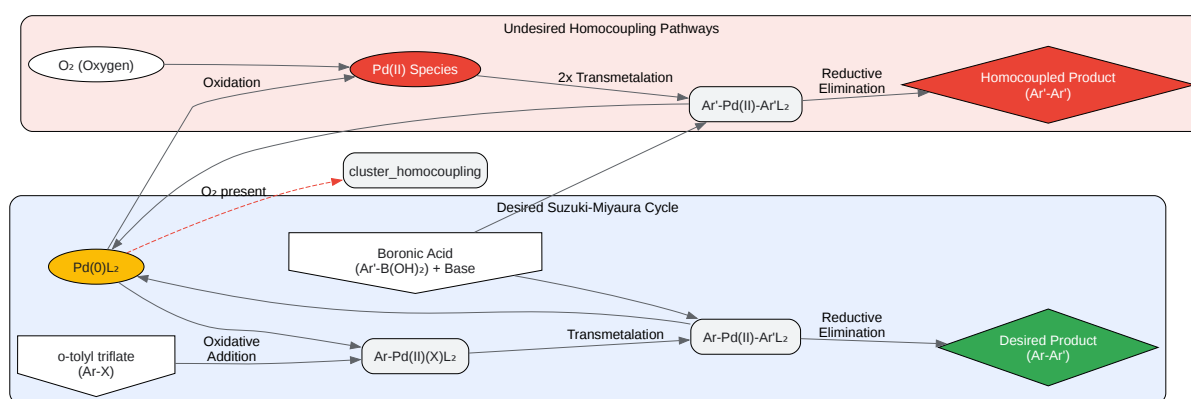 Undesired Homocoupling Pathways
O₂ (Oxygen)
Oxidation
Pd(II) Species
2x Transmetalation
Ar'-Pd(II)-Ar'L₂
Reductive
Elimination
Homocoupled Product
(Ar'-Ar')
cluster_homocoupling
O₂ present
Desired Suzuki-Miyaura Cycle
Pd(0)L₂
Boronic Acid
(Ar'-B(OH)₂) + Base
o-tolyl triflate
(Ar-X)
Oxidative
Addition
Ar-Pd(II)(X)L₂
Transmetalation
Ar-Pd(II)-Ar'L₂
Reductive
Elimination
Desired Product
(Ar-Ar')